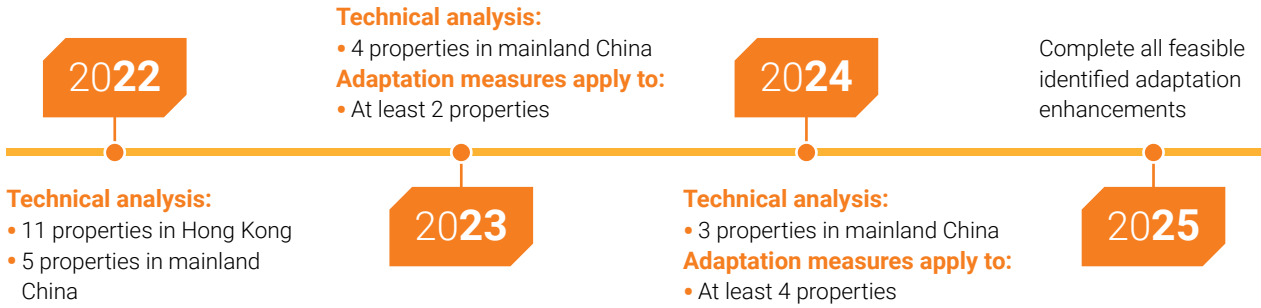 2022
Technical analysis:
• 11 properties in Hong Kong
• 5 properties in mainland
China
Technical analysis:
• 4 properties in mainland China
Adaptation measures apply to:
• At least 2 properties
2023
2024
Technical analysis:
• 3 properties in mainland China
Adaptation measures apply to:
• At least 4 properties
Complete all feasible
identified adaptation
enhancements
2025